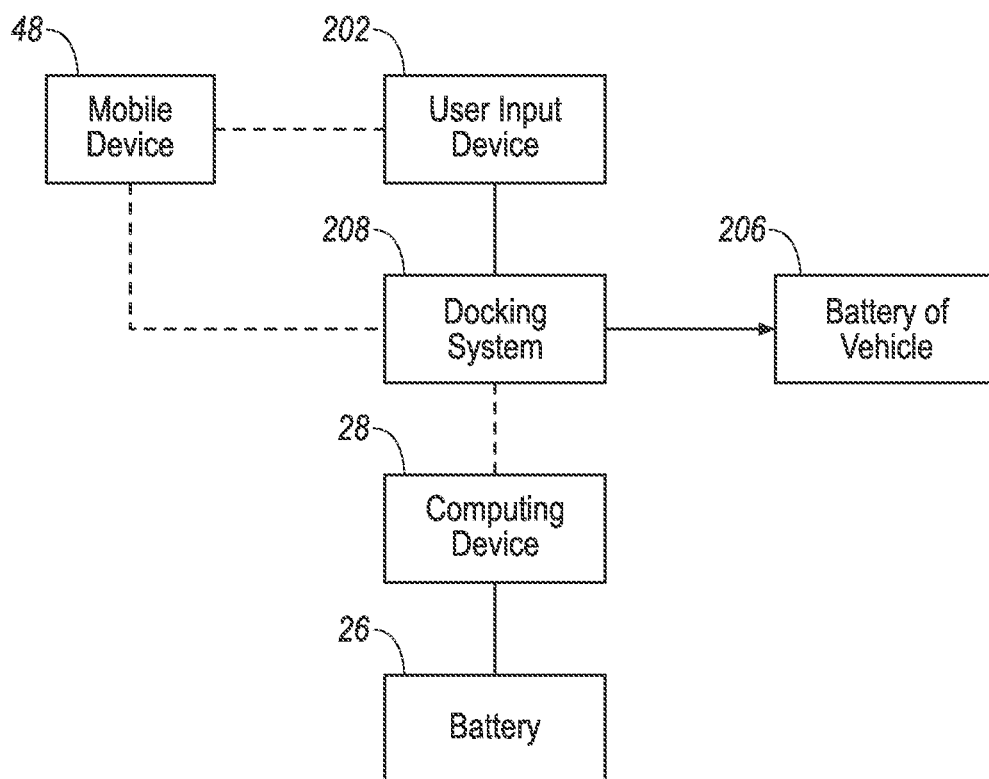 48
202
Mobile
Device
User Input
Device
208
206
Docking
System
Battery of
Vehicle
28
Computing
Device
26
Battery